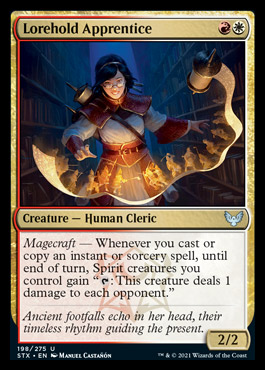 Lorehold Apprentice
Creature — Human Cleric
Magecraft — Whenever you cast or
copy an instant or sorcery spell, until
end of turn, Spirit creatures you
control gain “: This creature deals 1
damage to each opponent.”
Ancient footfalls echo in her head, their
timeless rhythm guiding the present.
2/2
198/275 U
STX • EN Manuel Castañón
™ & © 2021 Wizards of the Coast